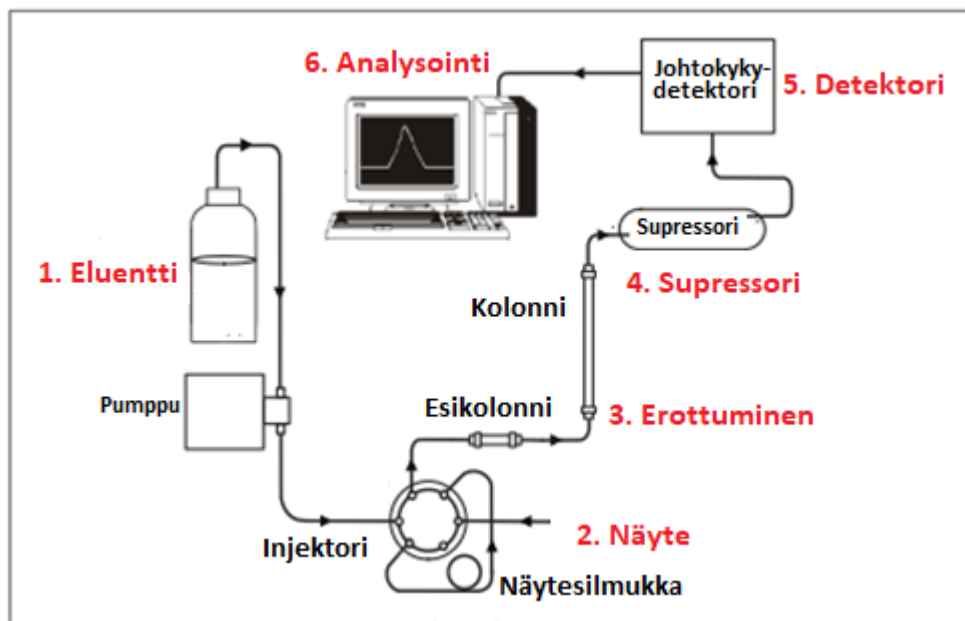 6. Analysointi
Johtokyky-
detektori
5. Detektori
1. Eluentti
Supressori
4. Supressori
Kolonni
Pumppu
Esikolonni
3. Erottuminen
2. Näyte
Injektori
Näytesilmukka